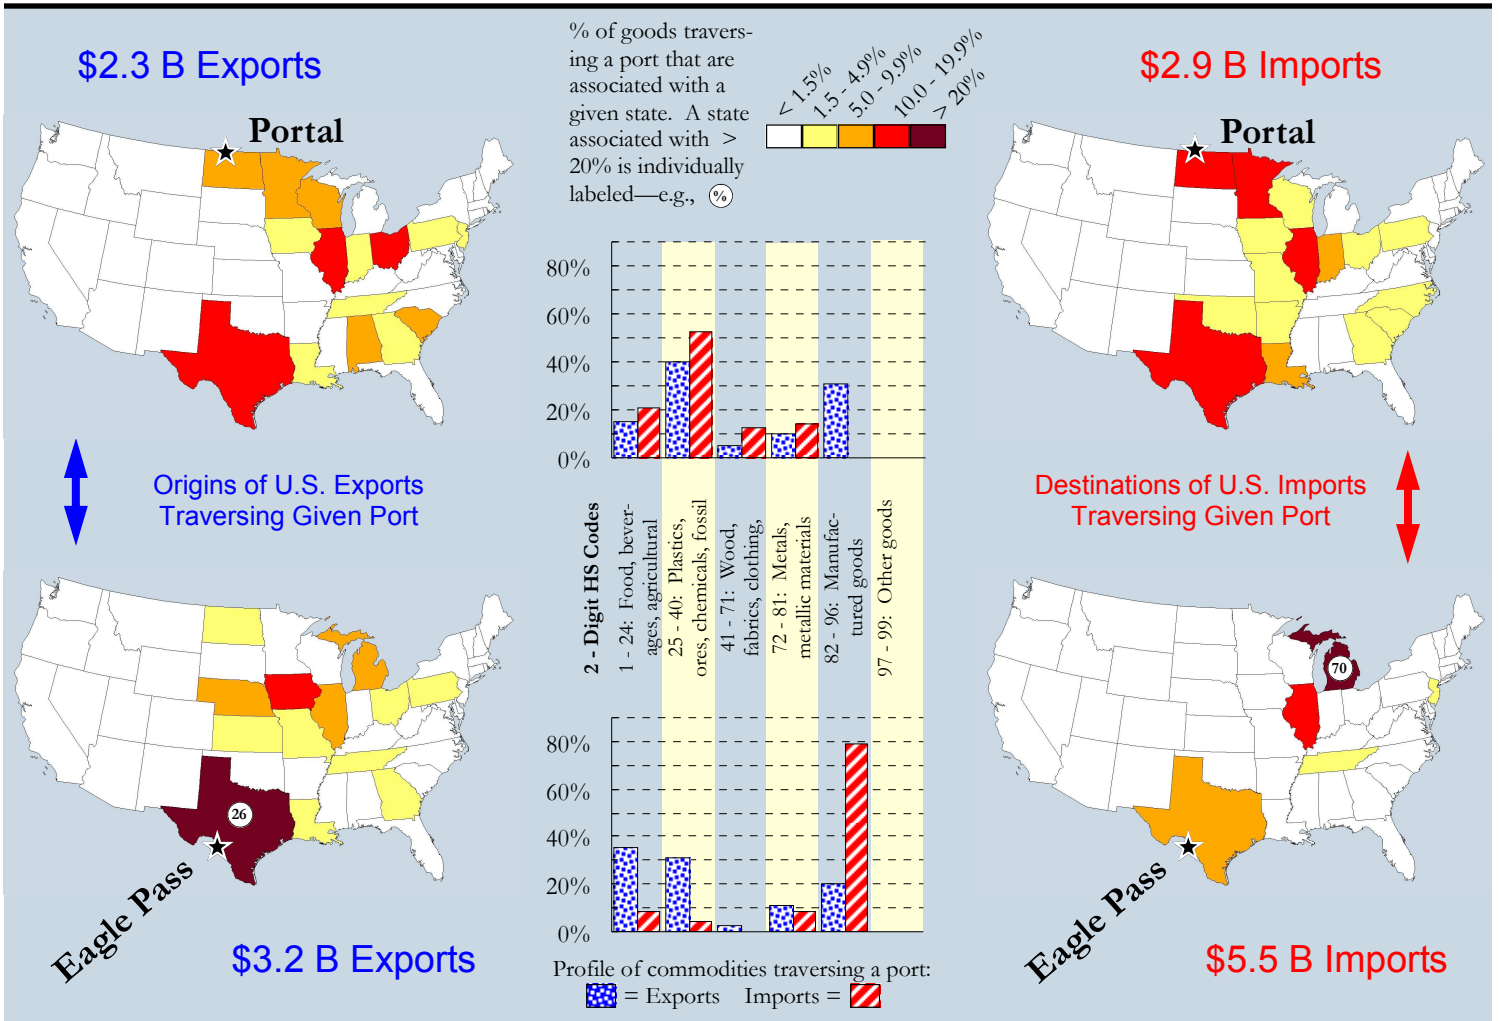 $2.3 B Exports
% of goods travers-
ing a port that are
associated with a
given state.  A state
associated with  >
20% is individually
labeled—e.g., %
< 1.5%
1.5 - 4.9%
5.0 - 9.9%
10.0 - 19.9%
> 20%
$2.9 B Imports
Portal
Portal
80%
60%
40%
20%
0%
Origins of U.S. Exports
Traversing Given Port
2 - Digit HS Codes
1 - 24:  Food, bever-
ages, agricultural
25 - 40:  Plastics,
ores, chemicals, fossil
41 - 71:  Wood,
fabrics, clothing,
72 - 81:  Metals,
metallic materials
82 - 96:  Manufac-
tured goods
97 - 99:  Other goods
Destinations of U.S. Imports
Traversing Given Port
26
Eagle Pass
$3.2 B Exports
80%
60%
40%
20%
0%
70
Eagle Pass
$5.5 B Imports
Profile of commodities traversing a port:
= Exports    Imports =